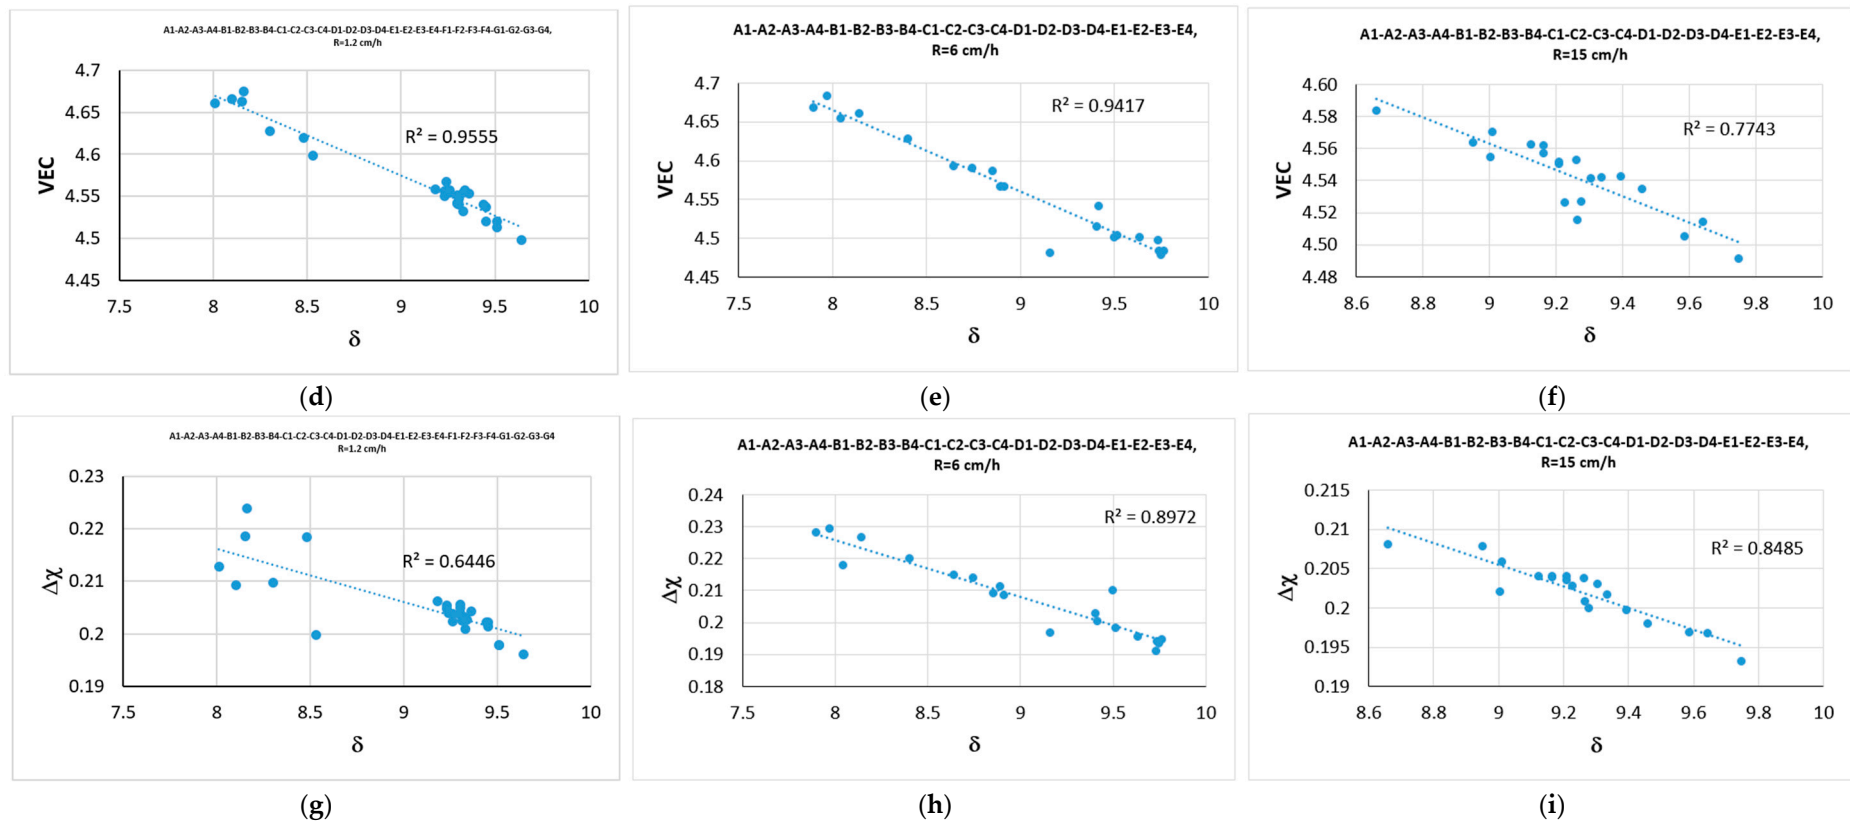 A1-A2-A3-A4-B1-B2-B3-B4-C1-C2-C3-C4-D1-D2-D3-D4-E1-E2-E3-E4-F1-F2-F3-F4-G1-G2-G3-G4,
R=1.2 cm/h
4.7
4.65
4.6
4.55
4.5
4.45
VEC
R² = 0.9555
7.5 8 8.5 9 9.5 10
δ
(d)
A1-A2-A3-A4-B1-B2-B3-B4-C1-C2-C3-C4-D1-D2-D3-D4-E1-E2-E3-E4,
R=6 cm/h
4.7
4.65
4.6
4.55
4.5
4.45
VEC
R² = 0.9417
7.5 8 8.5 9 9.5 10
δ
(e)
A1-A2-A3-A4-B1-B2-B3-B4-C1-C2-C3-C4-D1-D2-D3-D4-E1-E2-E3-E4,
R=15 cm/h
4.60
4.58
4.56
4.54
4.52
4.50
4.48
VEC
R² = 0.7743
8.6 8.8 9 9.2 9.4 9.6 9.8 10
δ
(f)
A1-A2-A3-A4-B1-B2-B3-B4-C1-C2-C3-C4-D1-D2-D3-D4-E1-E2-E3-E4-F1-F2-F3-F4-G1-G2-G3-G4
R=1.2 cm/h
0.23
0.22
0.21
0.2
0.19
Δχ
R² = 0.6446
7.5 8 8.5 9 9.5 10
δ
(g)
A1-A2-A3-A4-B1-B2-B3-B4-C1-C2-C3-C4-D1-D2-D3-D4-E1-E2-E3-E4,
R=6 cm/h
0.24
0.23
0.22
0.21
0.2
0.19
0.18
Δχ
R² = 0.8972
7.5 8 8.5 9 9.5 10
δ
(h)
A1-A2-A3-A4-B1-B2-B3-B4-C1-C2-C3-C4-D1-D2-D3-D4-E1-E2-E3-E4,
R=15 cm/h
0.215
0.21
0.205
0.2
0.195
0.19
Δχ
R² = 0.8485
8.6 8.8 9 9.2 9.4 9.6 9.8 10
δ
(i)